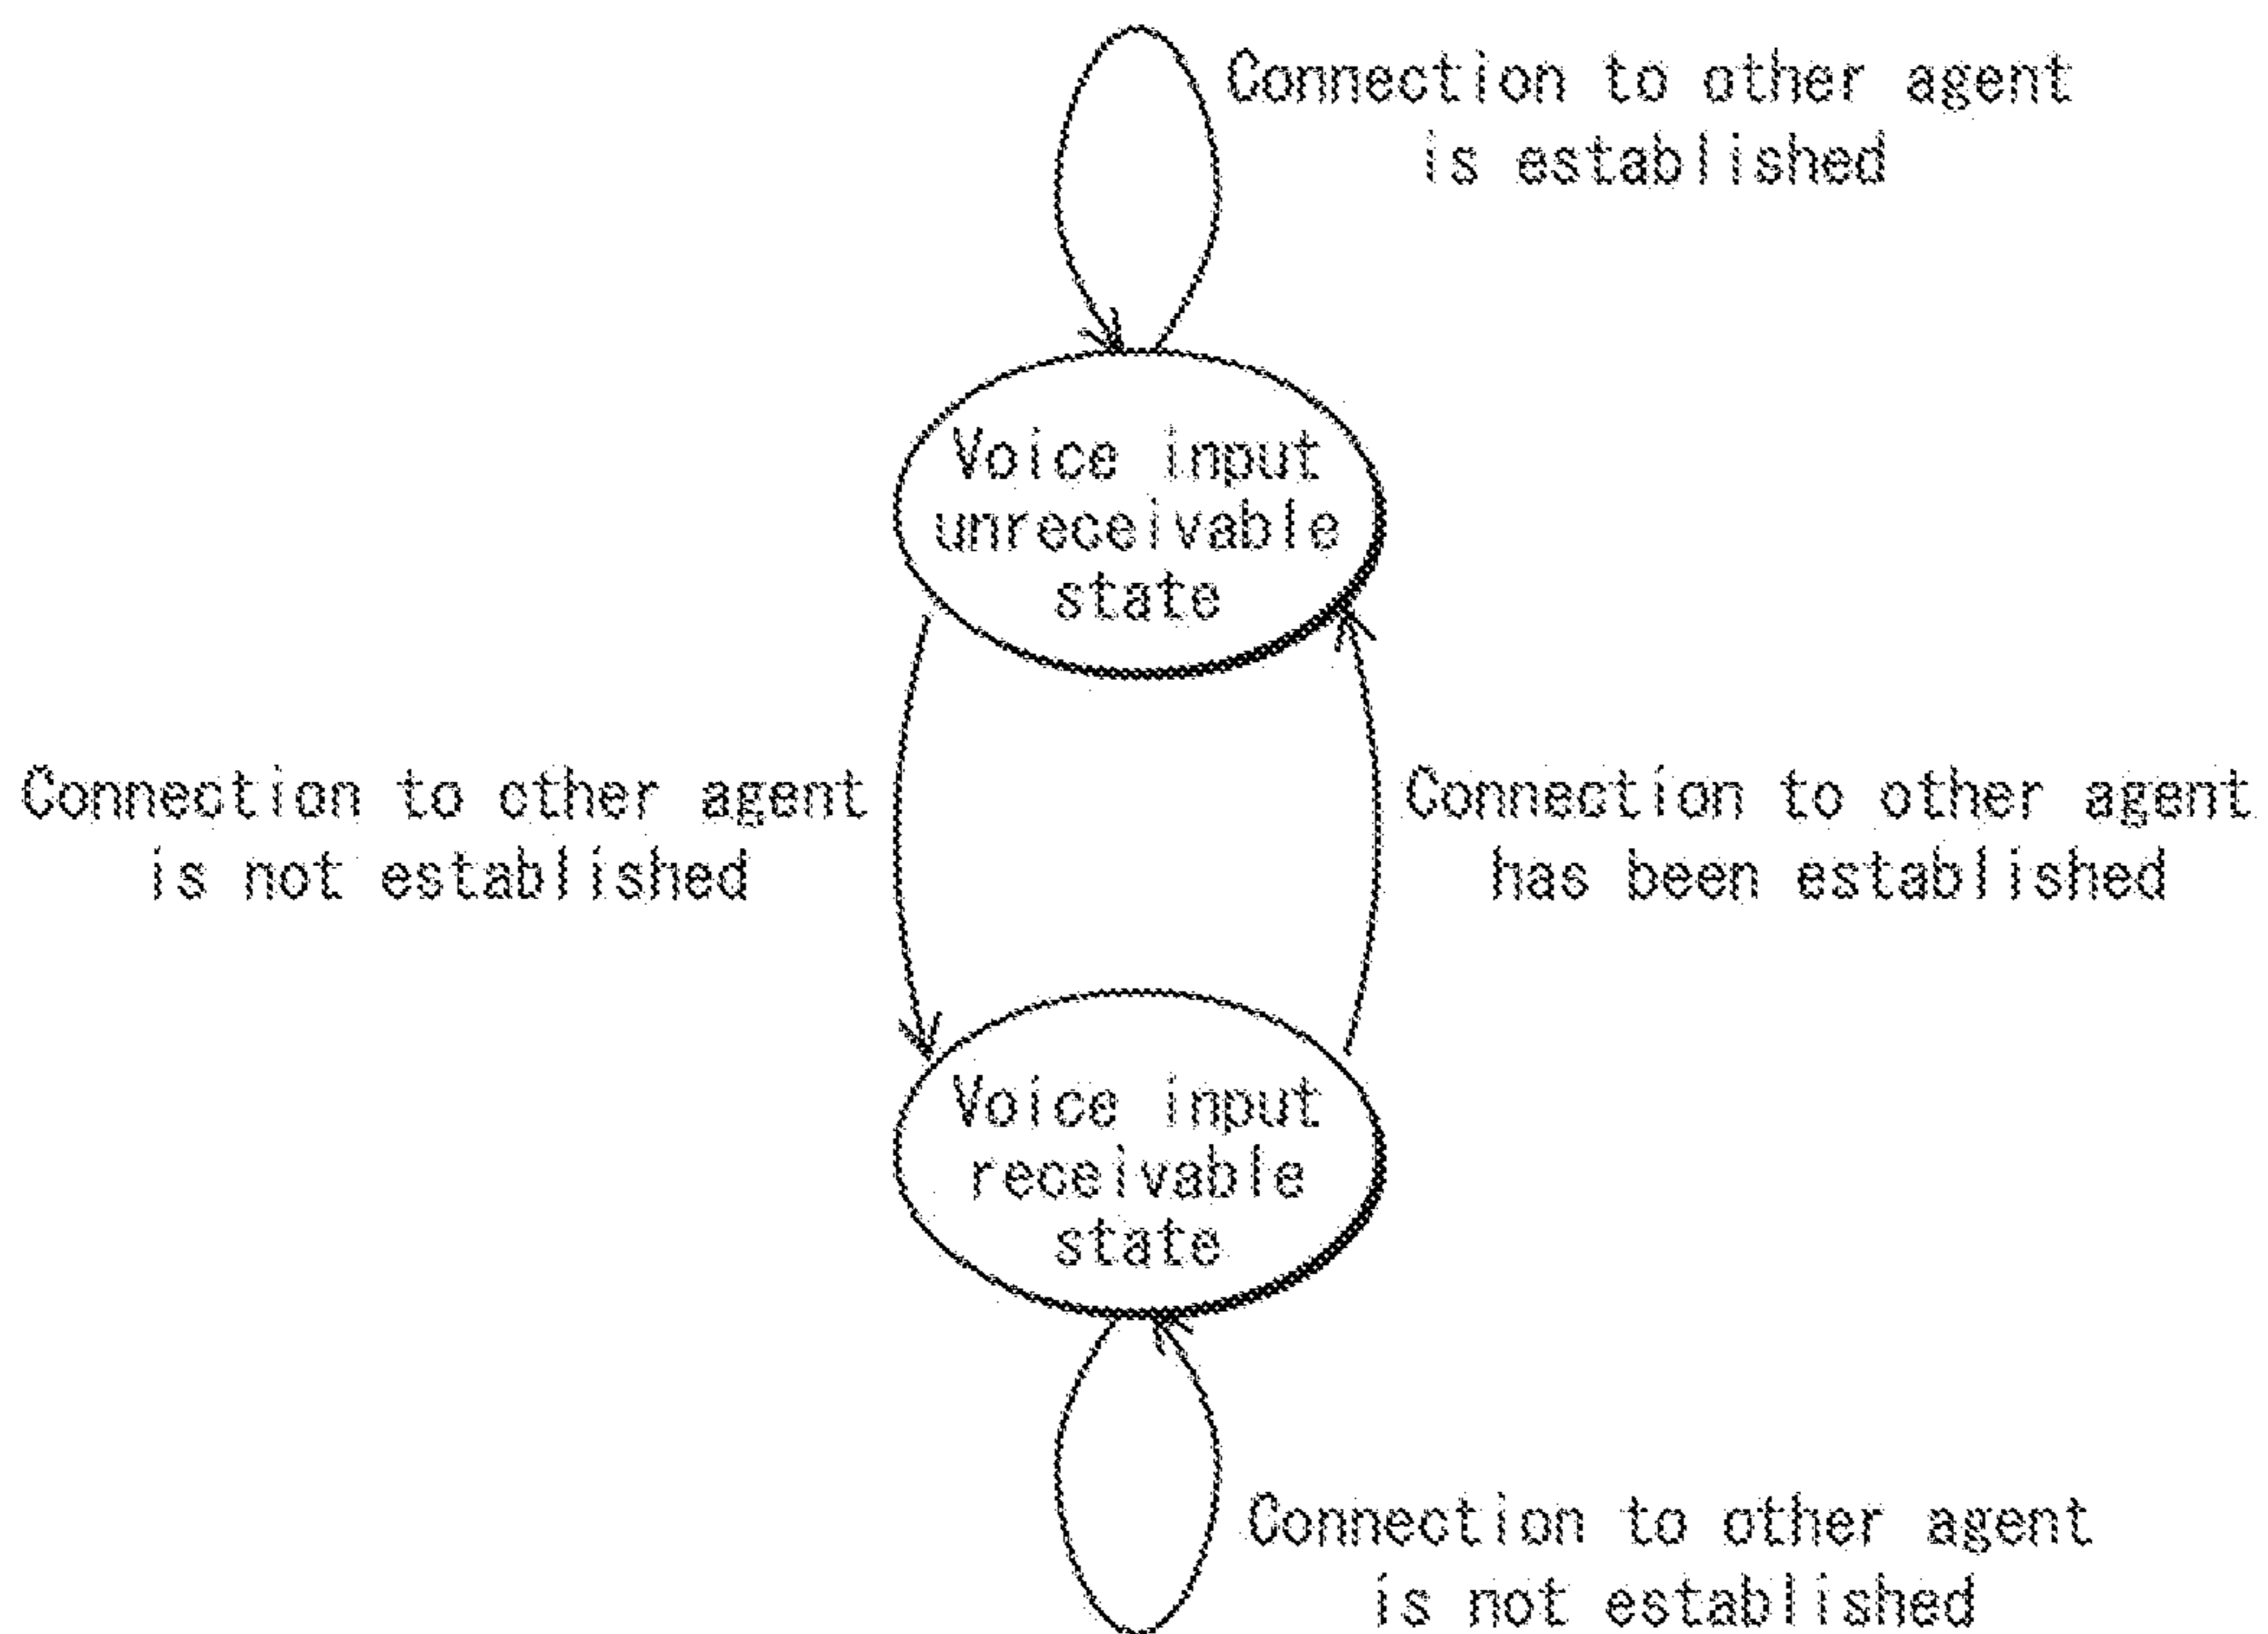 Connection to other agent
is established
Voice input
unreceivable
state
Connection to other agent
is not established
Connection to other agent
has been established
Voice input
receivable
state
Connection to other agent
is not established